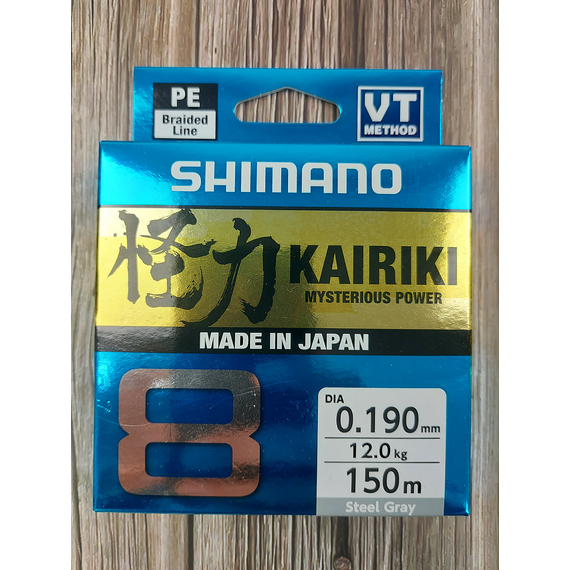 PE
Braided
Line
VT
METHOD
SHIMANO
怪力 KAIRIKI
MYSTERIOUS POWER
MADE IN JAPAN
8
DIA
0.190mm
12.0kg
150m
Steel Gray